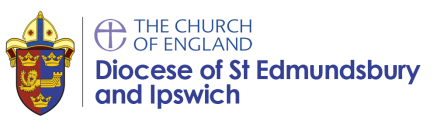 THE CHURCH
OF ENGLAND
Diocese of St Edmundsbury
and Ipswich